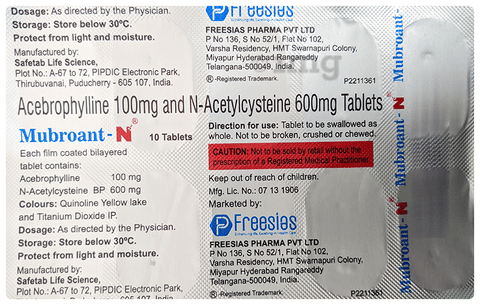 Dosage: As directed by the Physician.
Storage: Store below 30ºC.
Protect from light and moisture.
Manufactured by:
Safetab Life Science,
Plot No.: A-67 to 72, PIPDIC Electronic Park,
Thirubuvanai, Puducherry - 605 107, India.
Freesias
FREESIAS PHARMA PVT LTD
P No 136, S No 52/1, Flat No 102,
Varsha Residency, HMT Swarnapuri Colony,
Miyapur Hyderabad Rangareddy
Telangana-500049, India.
®-Registered Trademark.
P2211361
Acebrophylline 100mg and N-Acetylcysteine 600mg Tablets
Mubroant-N®
10 Tablets
Each film coated bilayered
tablet contains:
Acebrophylline 100 mg
N-Acetylcysteine BP 600 mg
Colours: Quinoline Yellow lake
and Titanium Dioxide IP.
Dosage: As directed by the Physician.
Storage: Store below 30ºC.
Protect from light and moisture.
Manufactured by:
Safetab Life Science,
Plot No.: A-67 to 72, PIPDIC Electronic Park,
Direction for use: Tablet to be swallowed as
whole. Not to be broken, crushed or chewed.
CAUTION: Not to be sold by retail without the
prescription of a Registered Medical Practitioner.
Keep out of reach of children.
Mfg. Lic. No.: 07 13 1906
Marketed by:
Freesias
FREESIAS PHARMA PVT LTD
P No 136, S No 52/1, Flat No 102,
Varsha Residency, HMT Swarnapuri Colony,
Miyapur Hyderabad Rangareddy
Telangana-500049, India.
®-Registered Trademark.
P2211361
Mubroant-N®
Mubroant-N®
Mubroant-N®